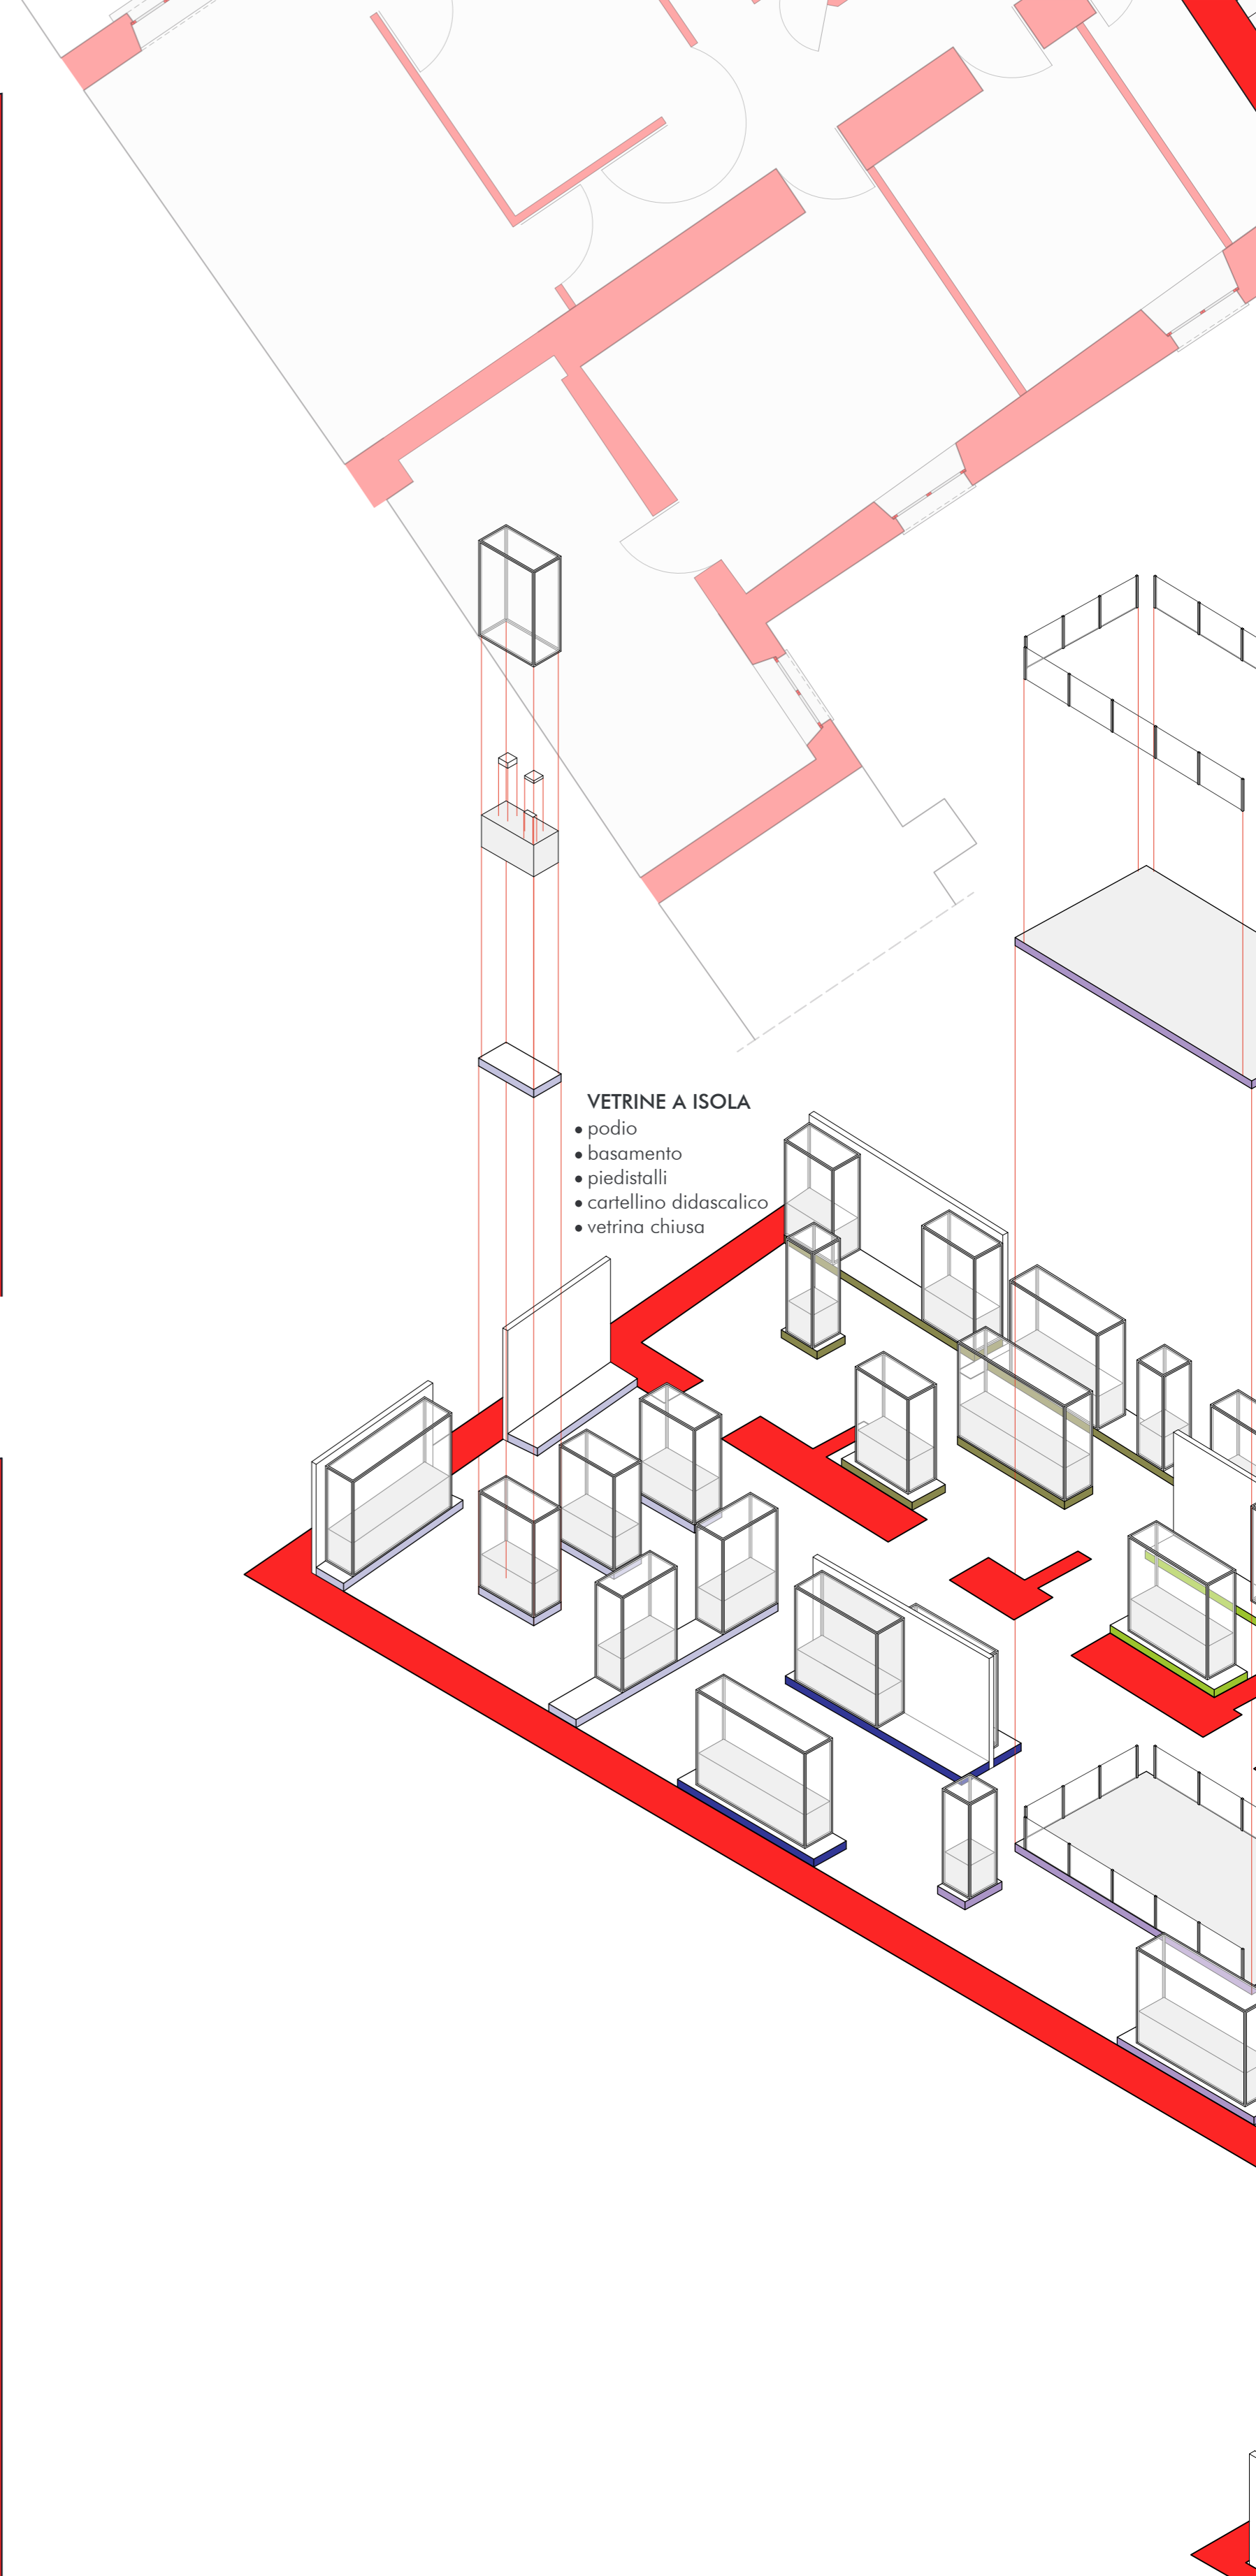 VETRINE A ISOLA
• podio
• basamento
• piedistalli
• cartellino didascalico
• vetrina chiusa